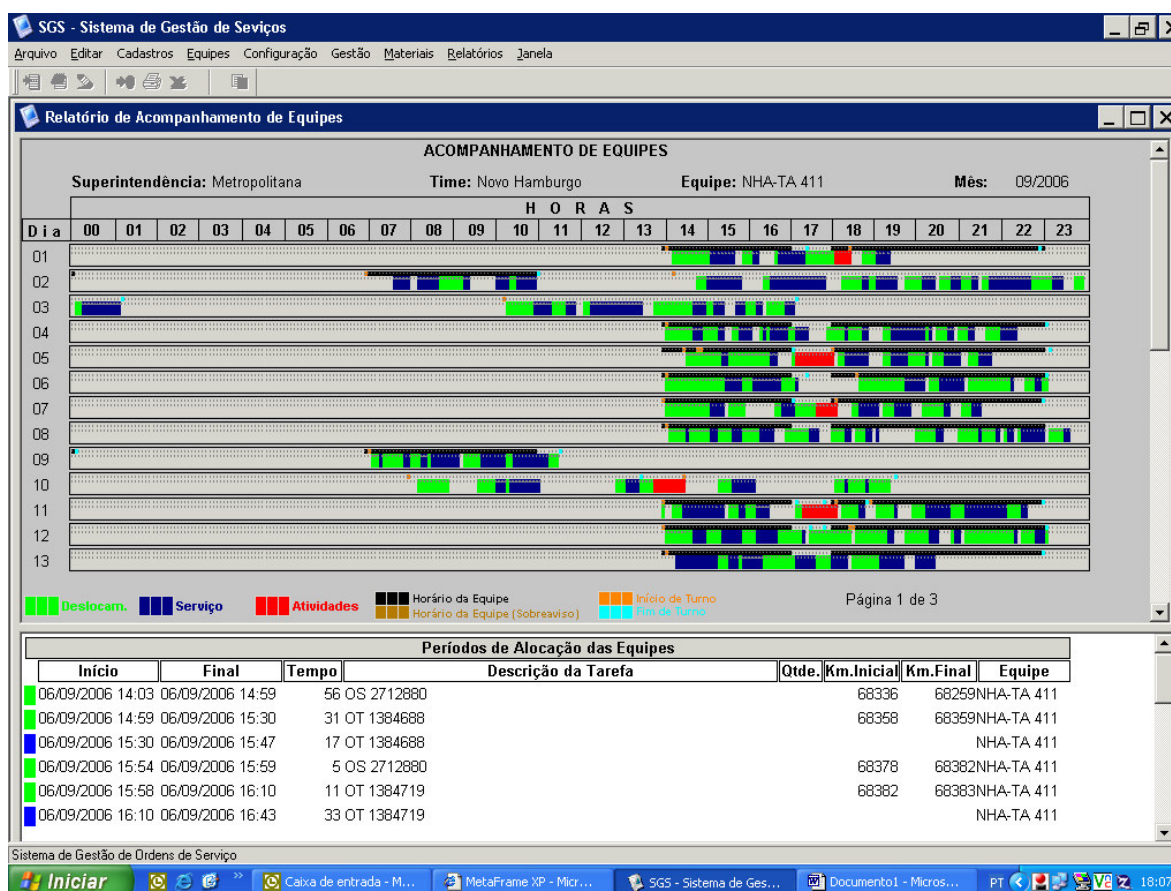 SGS - Sistema de Gestão de Seviços
Arquivo Editar Cadastros Equipes Configuração Gestão Materiais Relatórios Janela
Relatório de Acompanhamento de Equipes
ACOMPANHAMENTO DE EQUIPES
Superintendência: Metropolitana Time: Novo Hamburgo Equipe: NHA-TA 411 Mês: 09/2006
H O R A S
Dia 00 01 02 03 04 05 06 07 08 09 10 11 12 13 14 15 16 17 18 19 20 21 22 23
01
02
03
04
05
06
07
08
09
10
11
12
13
Deslocam. Serviço Atividades Horário da Equipe Início de Turno Página 1 de 3
Horário da Equipe (Sobreaviso) Fim de Turno
Períodos de Alocação das Equipes
Início Final Tempo Descrição da Tarefa Qtde. Km.Inicial Km.Final Equipe
06/09/2006 14:03 06/09/2006 14:59 56 OS 2712880 68336 68259 NHA-TA 411
06/09/2006 14:59 06/09/2006 15:30 31 OT 1384688 68358 68359 NHA-TA 411
06/09/2006 15:30 06/09/2006 15:47 17 OT 1384688 NHA-TA 411
06/09/2006 15:54 06/09/2006 15:59 5 OS 2712880 68378 68382 NHA-TA 411
06/09/2006 15:58 06/09/2006 16:10 11 OT 1384719 68382 68383 NHA-TA 411
06/09/2006 16:10 06/09/2006 16:43 33 OT 1384719 NHA-TA 411
Sistema de Gestão de Ordens de Serviço
Iniciar » Caixa de entrada - M... MetaFrame XP - Micr... SGS - Sistema de Ges... Documento1 - Micros... PT 18:07